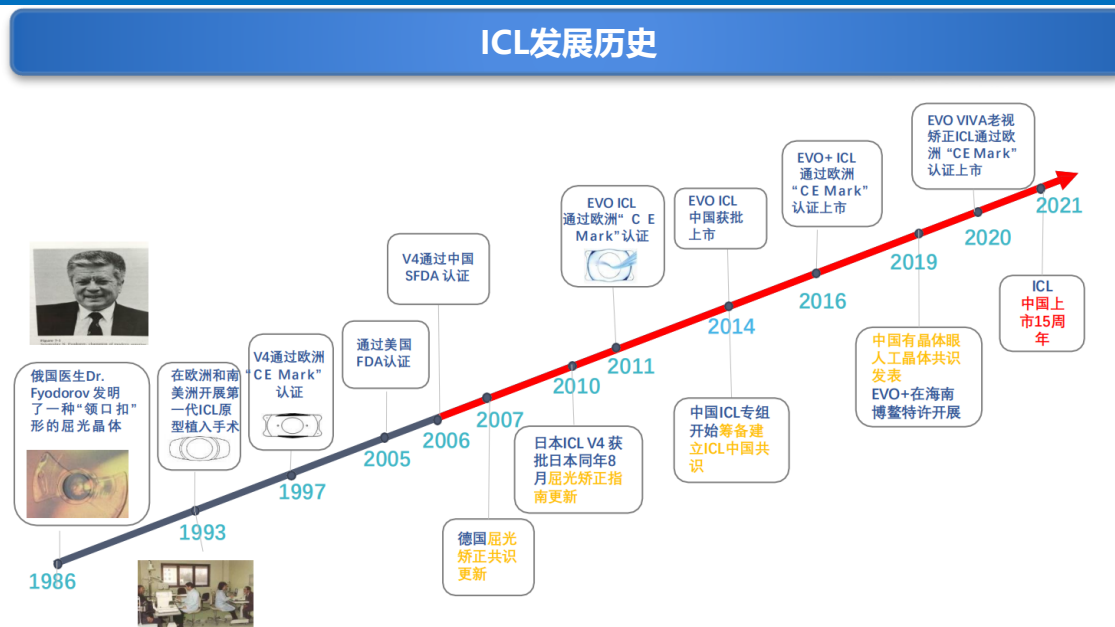 ICL发展历史
俄国医生Dr.
Fyodorov 发明
了一种“领口扣”
形的屈光晶体
1986
在欧洲和南
美洲开展第
一代ICL原
型植入手术
1993
V4通过欧洲
“CE Mark”
认证
1997
通过美国
FDA认证
2005
V4通过中国
SFDA 认证
2006
2007
德国屈光
矫正共识
更新
2010
日本ICL V4 获
批日本同年8
月屈光矫正指
南更新
EVO ICL
通过欧洲“ C E
Mark”认证
2011
EVO ICL
中国获批
上市
2014
中国ICL专组
开始筹备建
立ICL中国共
识
EVO+ ICL
通过欧洲
“CE Mark”
认证上市
2016
2019
中国有晶体眼
人工晶体共识
发表
EVO+在海南
博鳌特许开展
EVO VIVA老视
矫正ICL通过欧
洲 “CE Mark”
认证上市
2020
2021
ICL
中国上
市15周
年